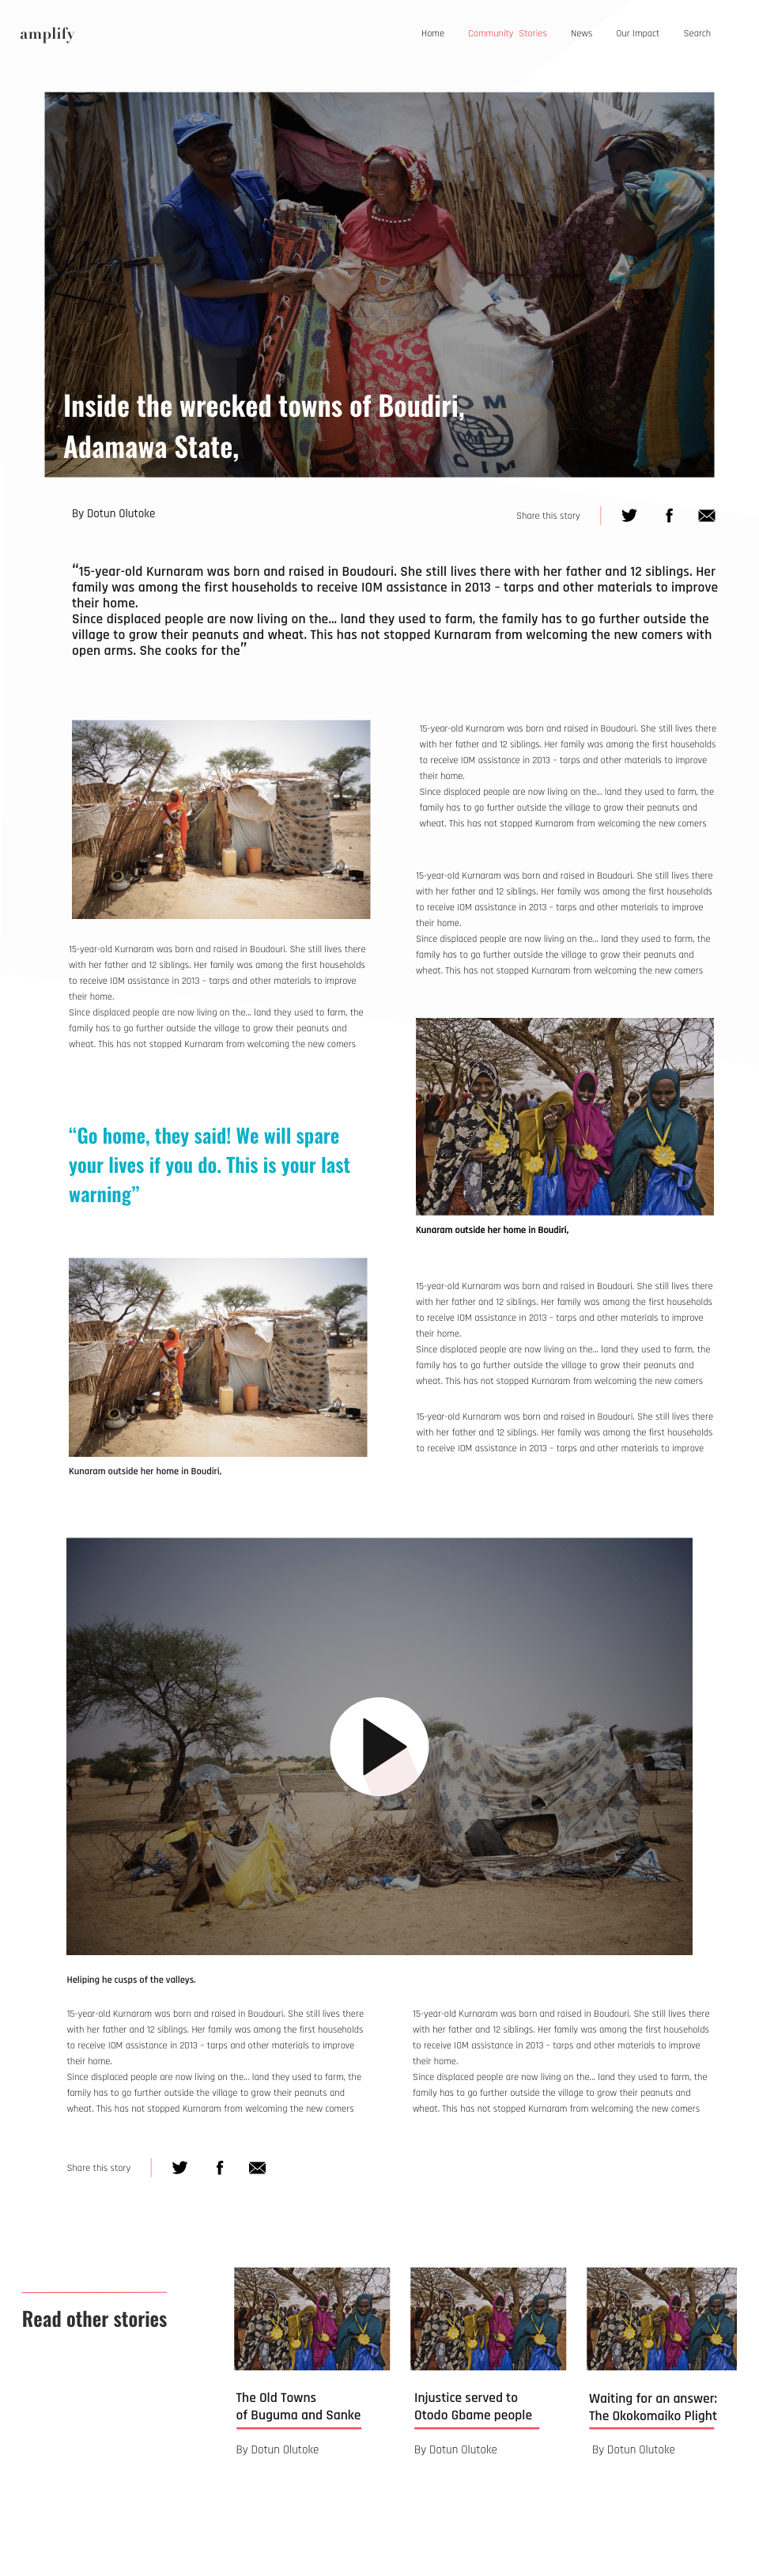 amplify
Home
Community Stories
News
Our Impact
Search
IOM
OIM
Inside the wrecked towns of Boudiri,
Adamawa State,
By Dotun Olutoke
Share this story
“15-year-old Kurnaram was born and raised in Boudouri. She still lives there with her father and 12 siblings. Her
family was among the first households to receive IOM assistance in 2013 – tarps and other materials to improve
their home.
Since displaced people are now living on the... land they used to farm, the family has to go further outside the
village to grow their peanuts and wheat. This has not stopped Kurnaram from welcoming the new comers with
open arms. She cooks for the”
15-year-old Kurnaram was born and raised in Boudouri. She still lives there
with her father and 12 siblings. Her family was among the first households
to receive IOM assistance in 2013 – tarps and other materials to improve
their home.
Since displaced people are now living on the... land they used to farm, the
family has to go further outside the village to grow their peanuts and
wheat. This has not stopped Kurnaram from welcoming the new comers
“Go home, they said! We will spare
your lives if you do. This is your last
warning”
Kunaram outside her home in Boudiri,
15-year-old Kurnaram was born and raised in Boudouri. She still lives there
with her father and 12 siblings. Her family was among the first households
to receive IOM assistance in 2013 – tarps and other materials to improve
their home.
Since displaced people are now living on the... land they used to farm, the
family has to go further outside the village to grow their peanuts and
wheat. This has not stopped Kurnaram from welcoming the new comers
15-year-old Kurnaram was born and raised in Boudouri. She still lives there
with her father and 12 siblings. Her family was among the first households
to receive IOM assistance in 2013 – tarps and other materials to improve
their home.
Since displaced people are now living on the... land they used to farm, the
family has to go further outside the village to grow their peanuts and
wheat. This has not stopped Kurnaram from welcoming the new comers
Kunaram outside her home in Boudiri,
15-year-old Kurnaram was born and raised in Boudouri. She still lives there
with her father and 12 siblings. Her family was among the first households
to receive IOM assistance in 2013 – tarps and other materials to improve
their home.
Since displaced people are now living on the... land they used to farm, the
family has to go further outside the village to grow their peanuts and
wheat. This has not stopped Kurnaram from welcoming the new comers
15-year-old Kurnaram was born and raised in Boudouri. She still lives there
with her father and 12 siblings. Her family was among the first households
to receive IOM assistance in 2013 – tarps and other materials to improve
Heliping he cusps of the valleys.
15-year-old Kurnaram was born and raised in Boudouri. She still lives there
with her father and 12 siblings. Her family was among the first households
to receive IOM assistance in 2013 – tarps and other materials to improve
their home.
Since displaced people are now living on the... land they used to farm, the
family has to go further outside the village to grow their peanuts and
wheat. This has not stopped Kurnaram from welcoming the new comers
15-year-old Kurnaram was born and raised in Boudouri. She still lives there
with her father and 12 siblings. Her family was among the first households
to receive IOM assistance in 2013 – tarps and other materials to improve
their home.
Since displaced people are now living on the... land they used to farm, the
family has to go further outside the village to grow their peanuts and
wheat. This has not stopped Kurnaram from welcoming the new comers
Share this story
Read other stories
The Old Towns
of Buguma and Sanke
By Dotun Olutoke
Injustice served to
Otodo Gbame people
By Dotun Olutoke
Waiting for an answer:
The Okokomaiko Plight
By Dotun Olutoke